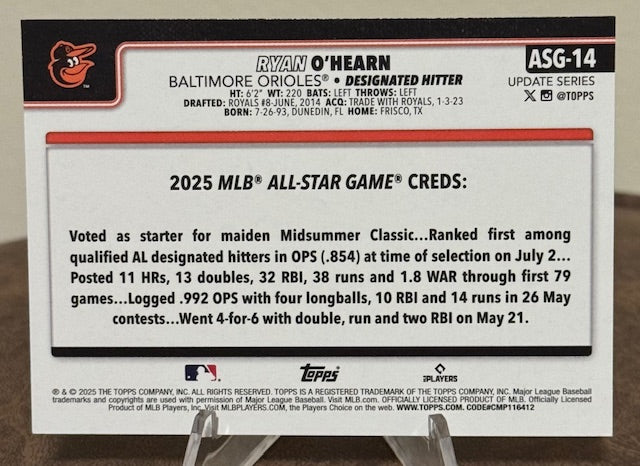 RYAN O'HEARN
ASG-14
BALTIMORE ORIOLES® • DESIGNATED HITTER
UPDATE SERIES
HT: 6'2" WT: 220 BATS: LEFT THROWS: LEFT
@TOPPS
DRAFTED: ROYALS #8-JUNE, 2014 ACQ: TRADE WITH ROYALS, 1-3-23
BORN: 7-26-93, DUNEDIN, FL HOME: FRISCO, TX
2025 MLB® ALL-STAR GAME® CREDS:
Voted as starter for maiden Midsummer Classic...Ranked first among
qualified AL designated hitters in OPS (.854) at time of selection on July 2...
Posted 11 HRs, 13 doubles, 32 RBI, 38 runs and 1.8 WAR through first 79
games...Logged .992 OPS with four longballs, 10 RBI and 14 runs in 26 May
contests...Went 4-for-6 with double, run and two RBI on May 21.
Topps®
PLAYERS
® & © 2025 THE TOPPS COMPANY, INC. ALL RIGHTS RESERVED. TOPPS IS A REGISTERED TRADEMARK OF THE TOPPS COMPANY, INC. Major League Baseball
trademarks and copyrights are used with permission of Major League Baseball. Visit MLB.com. OFFICIALLY LICENSED PRODUCT OF MLB. Officially Licensed
Product of MLB Players, Inc. Visit MLBPLAYERS.COM, the Players Choice on the web. WWW.TOPPS.COM. CODE#CMP116412